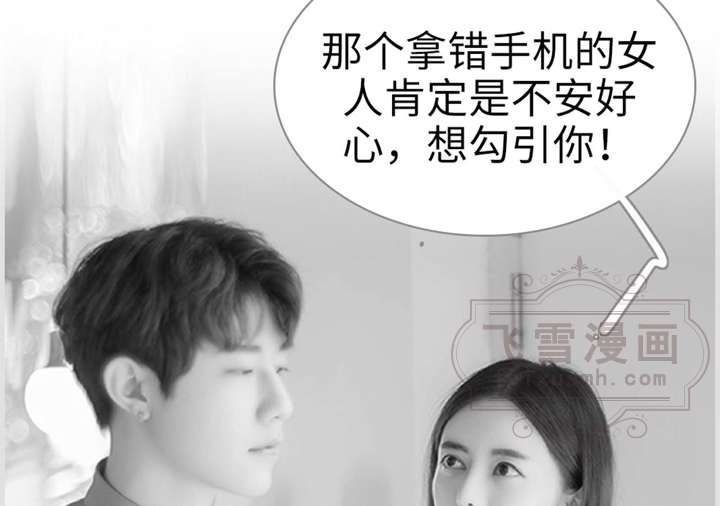 那个拿错手机的女
人肯定是不安好
心，想勾引你！
飞雪漫画